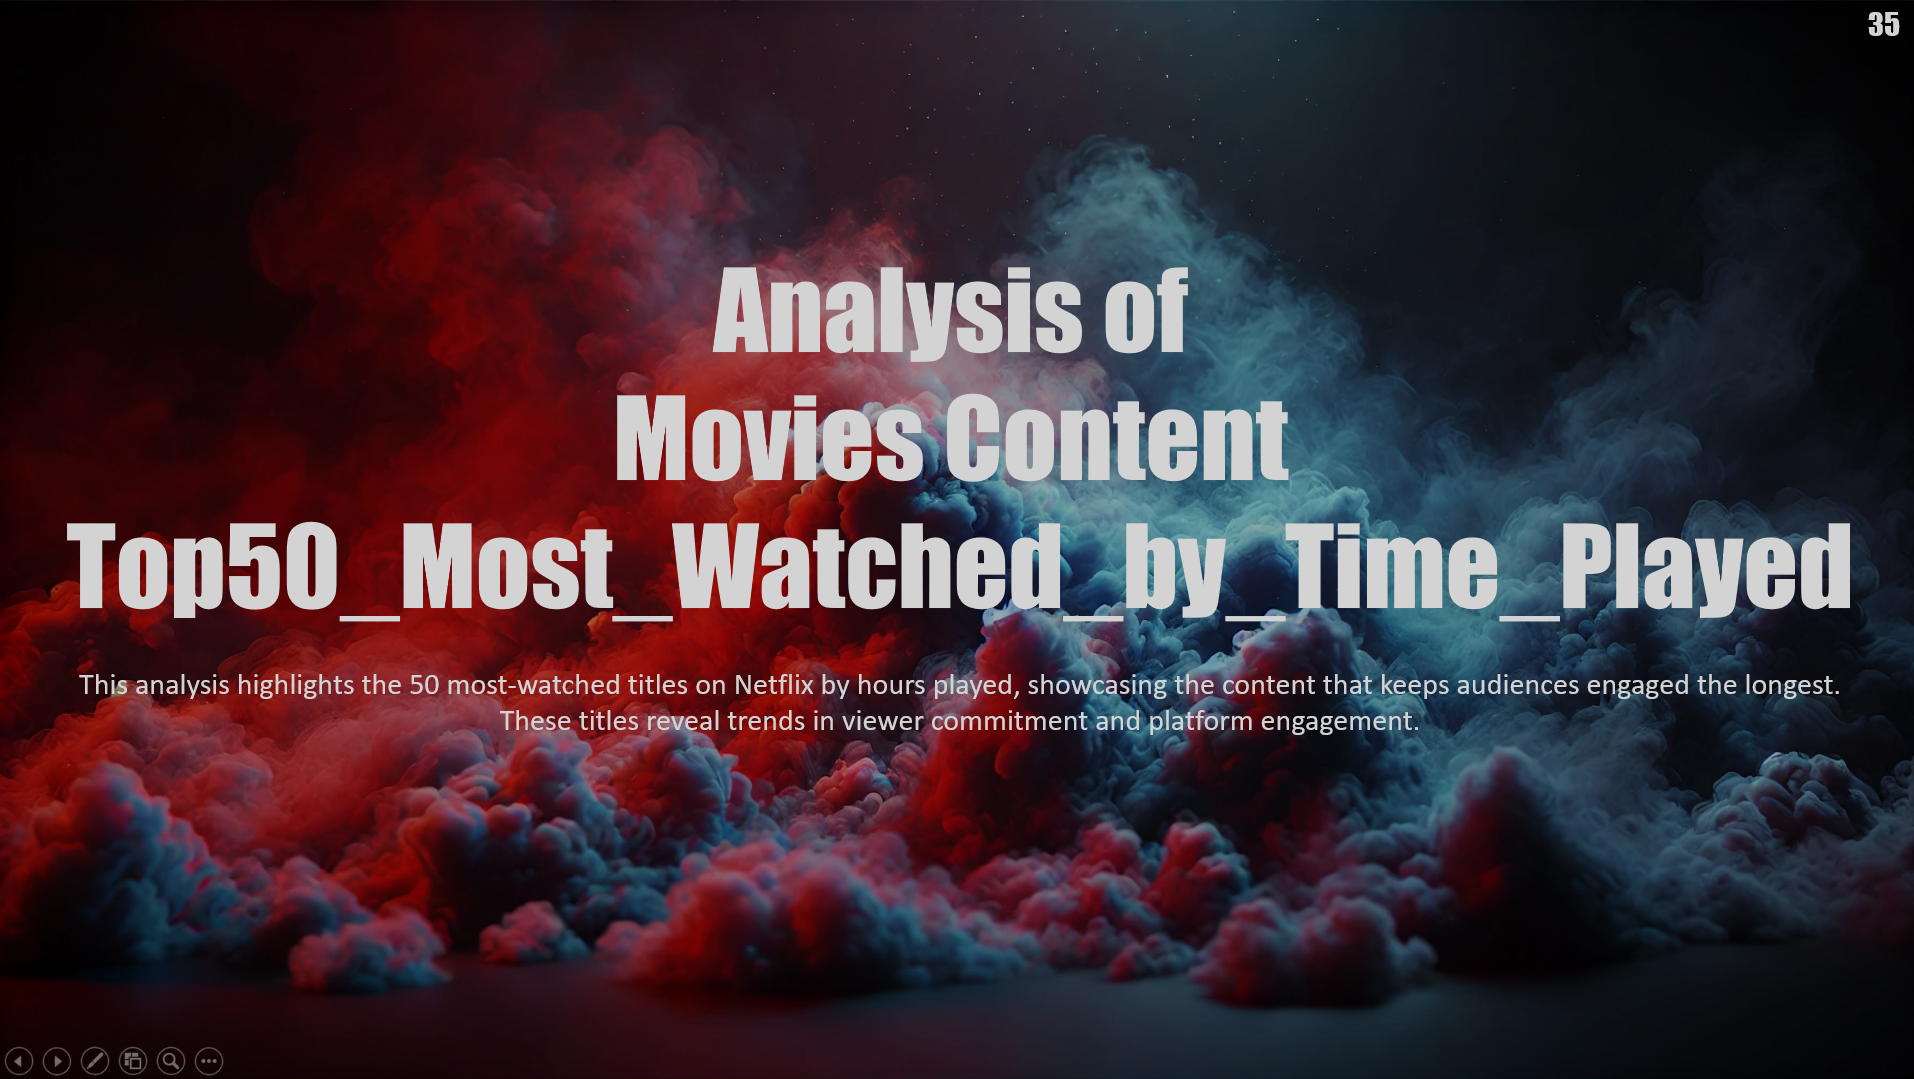 35
Analysis of
Movies Content
Top50_Most_Watched_by_Time_Played
This analysis highlights the 50 most-watched titles on Netflix by hours played, showcasing the content that keeps audiences engaged the longest.
These titles reveal trends in viewer commitment and platform engagement.